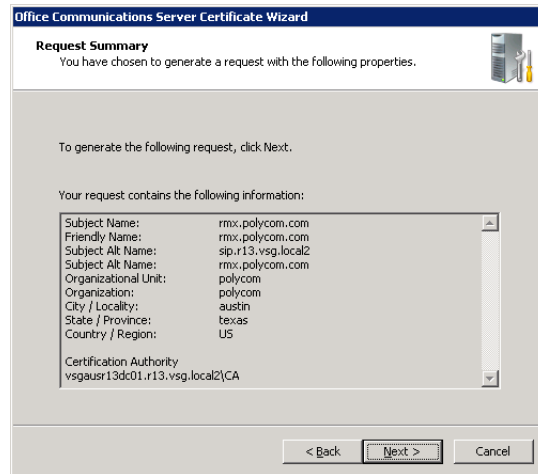 Office Communications Server Certificate Wizard
Request Summary
You have chosen to generate a request with the following properties.
To generate the following request, click Next.
Your request contains the following information:
Subject Name: rmx.polycom.com
Friendly Name: rmx.polycom.com
Subject Alt Name: sip.r13.vsg.local2
Subject Alt Name: rmx.polycom.com
Organizational Unit: polycom
Organization: polycom
City / Locality: austin
State / Province: texas
Country / Region: US
Certification Authority
vsgausr13dc01.r13.vsg.local2\CA
< Back Next > Cancel